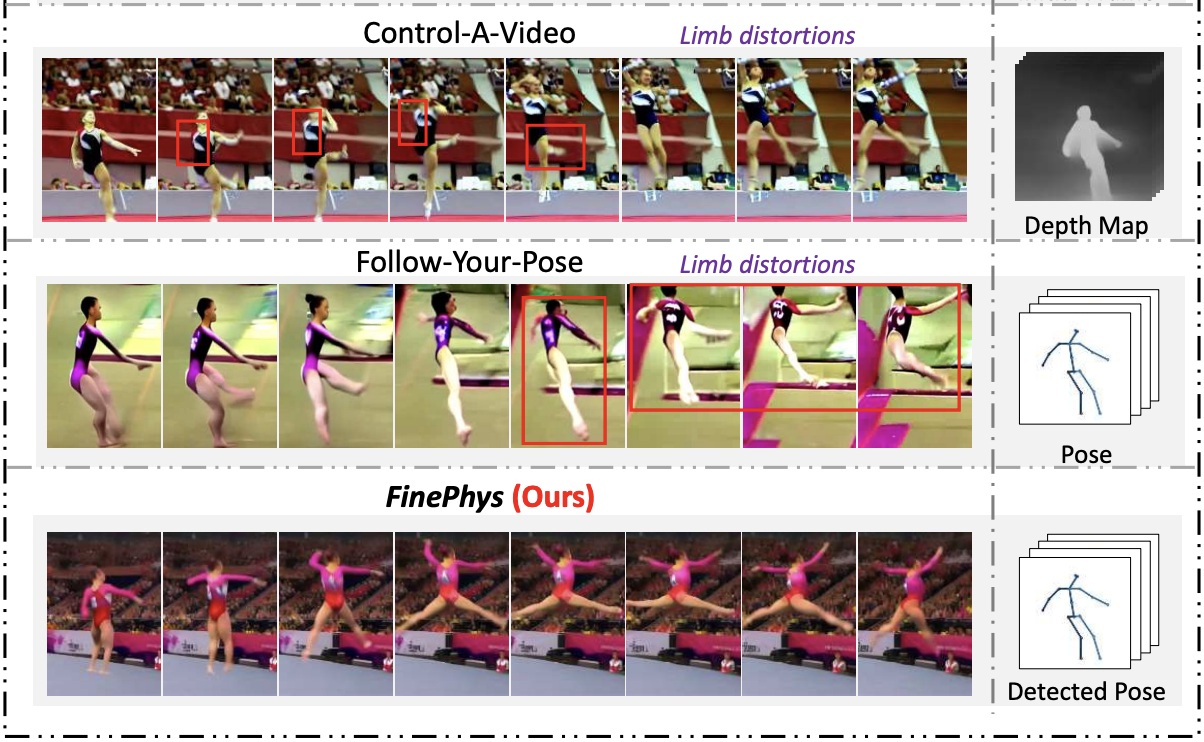 Control-A-Video
Limb distortions
Depth Map
Follow-Your-Pose
Limb distortions
Pose
FinePhys (Ours)
Detected Pose